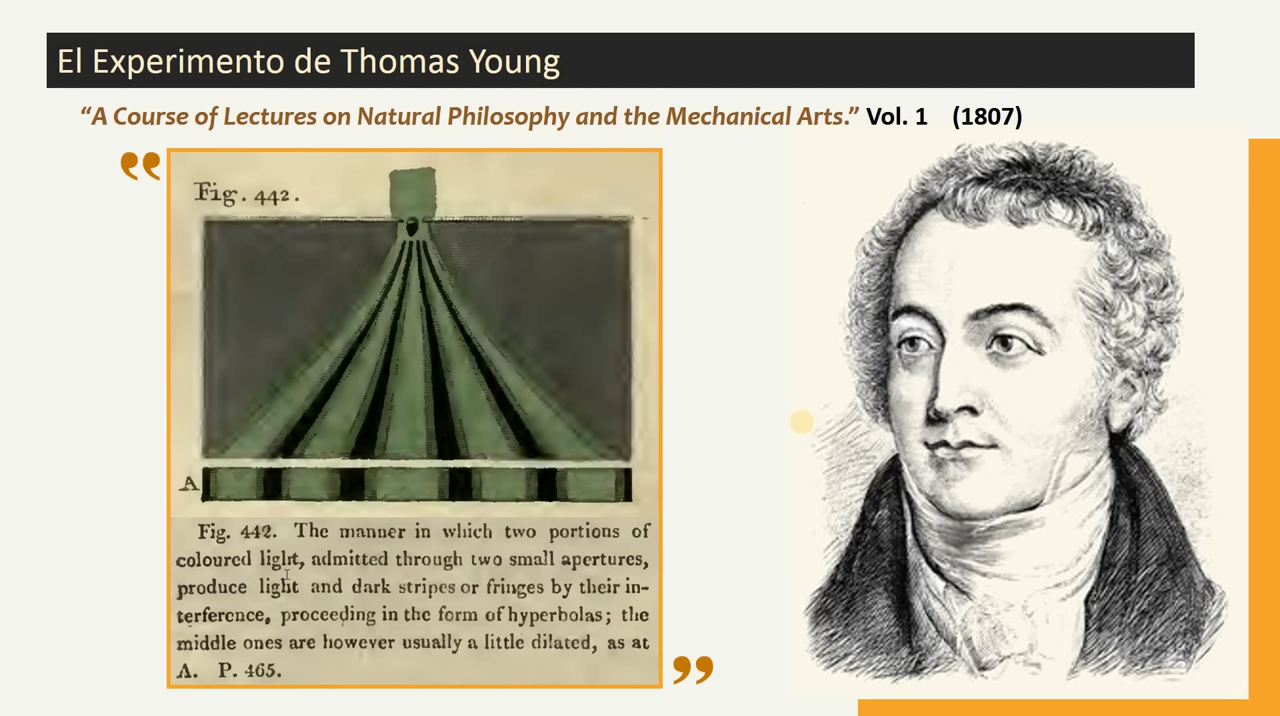 El Experimento de Thomas Young
“A Course of Lectures on Natural Philosophy and the Mechanical Arts.” Vol. 1 (1807)
Fig. 442.
A
Fig. 442. The manner in which two portions of
coloured light, admitted through two small apertures,
produce light and dark stripes or fringes by their in-
terference, proceeding in the form of hyperbolas; the
middle ones are however usually a little dilated, as at
A. P. 465.